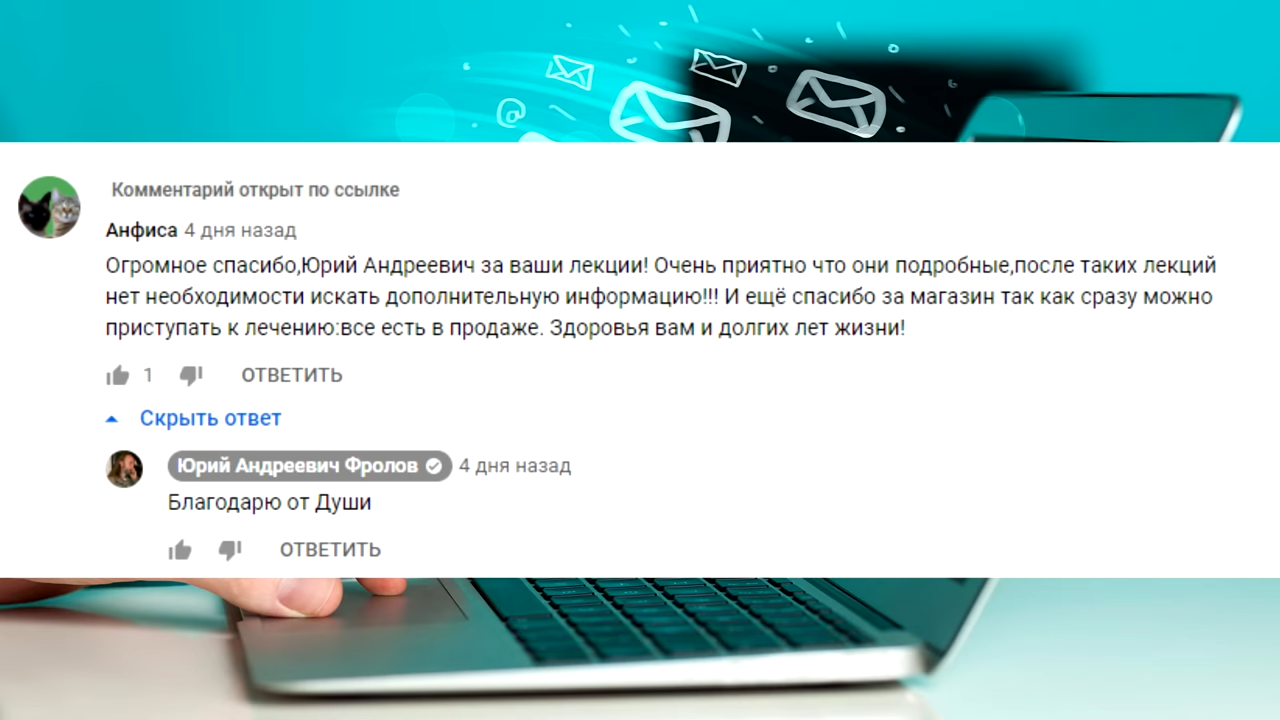 Комментарий открыт по ссылке
Анфиса 4 дня назад
Огромное спасибо,Юрий Андреевич за ваши лекции! Очень приятно что они подробные,после таких лекций
нет необходимости искать дополнительную информацию!!! И ещё спасибо за магазин так как сразу можно
приступать к лечению:все есть в продаже. Здоровья вам и долгих лет жизни!
1 ОТВЕТИТЬ
Скрыть ответ
Юрий Андреевич Фролов 4 дня назад
Благодарю от Души
ОТВЕТИТЬ